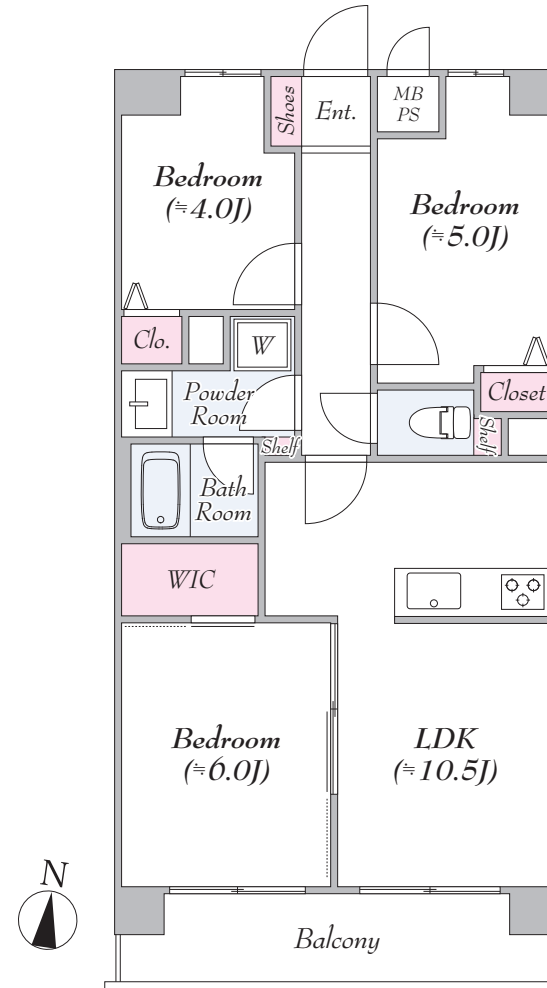 Shoes
Ent.
MB
PS
Bedroom
(≒4.0J)
Bedroom
(≒5.0J)
Clo.
W
Closet
Powder
Room
Shelf
Shelf
Bath
Room
WIC
Bedroom
(≒6.0J)
LDK
(≒10.5J)
N
Balcony